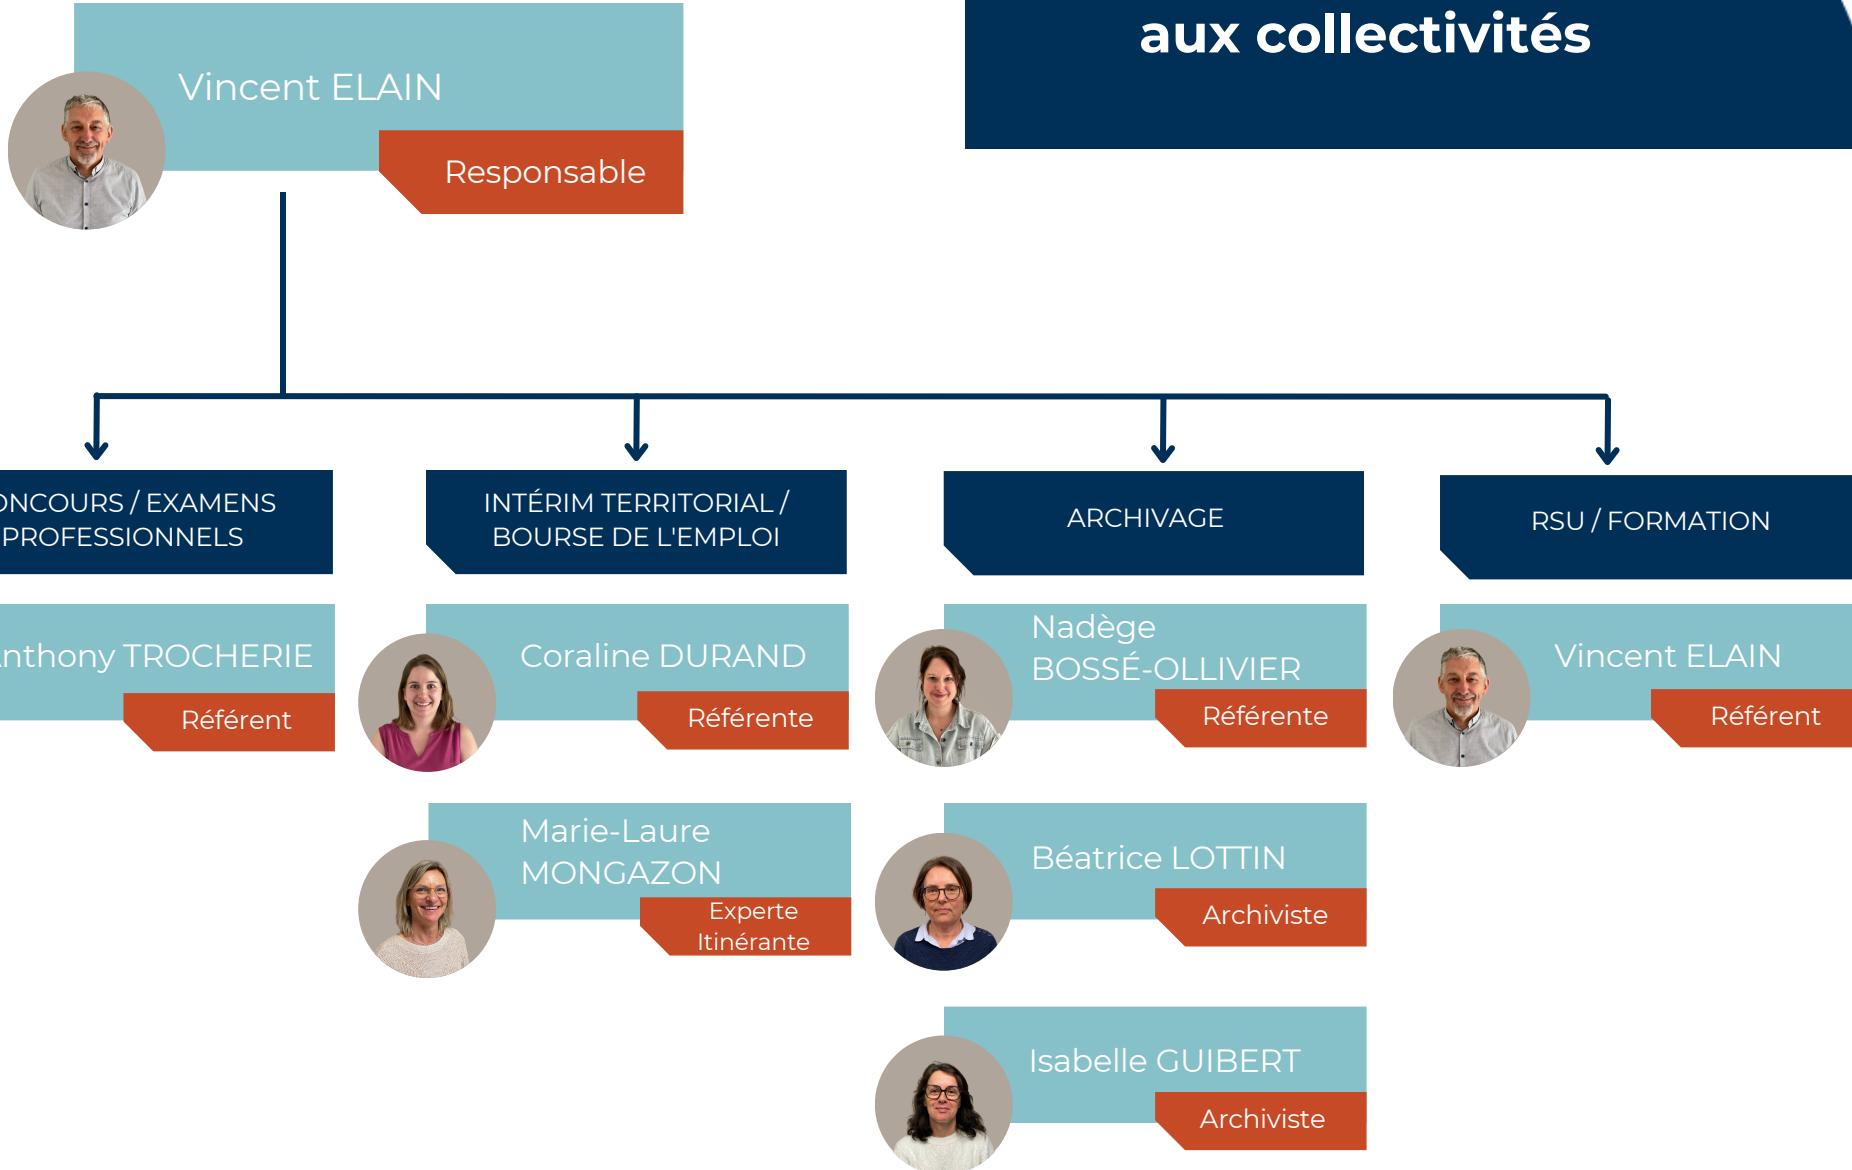 aux collectivités
Vincent ELAIN
Responsable
ONCOURS / EXAMENS
PROFESSIONNELS
INTÉRIM TERRITORIAL /
BOURSE DE L'EMPLOI
ARCHIVAGE
RSU / FORMATION
nthony TROCHERIE
Référent
Coraline DURAND
Référente
Nadège
BOSSÉ-OLLIVIER
Référente
Vincent ELAIN
Référent
Marie-Laure
MONGAZON
Experte
Itinérante
Béatrice LOTTIN
Archiviste
Isabelle GUIBERT
Archiviste